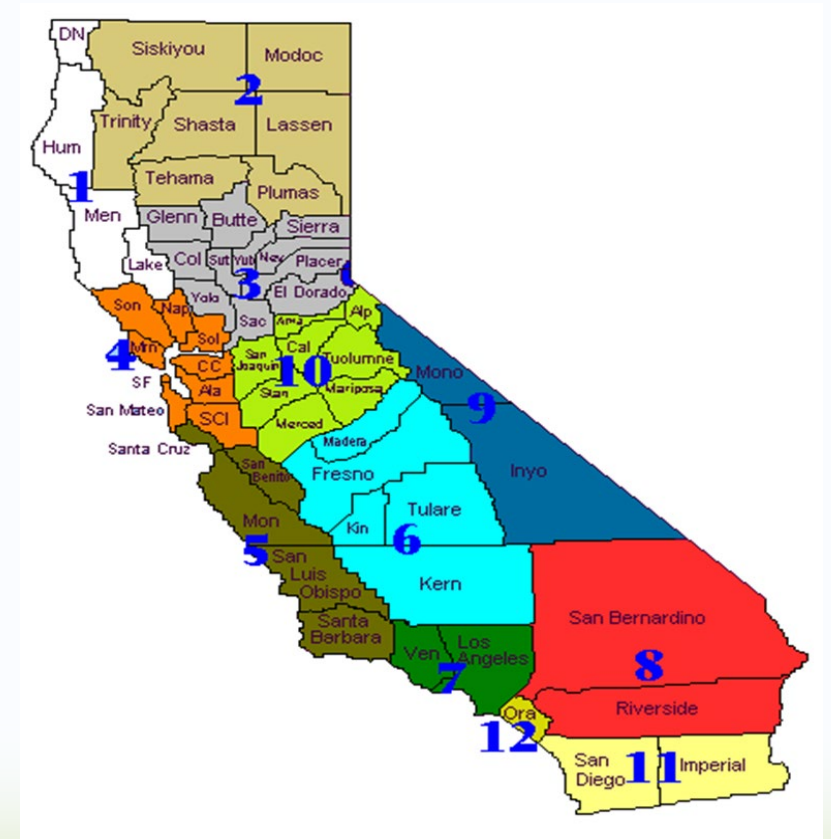 DN
Siskiyou
Modoc
2
Trinity
Shasta
Lassen
Hum
1
Tehama
Plumas
Men
Glenn
Butte
Sierra
Lake
Col
Sut
Yub
Nev
Placer
3
Yolo
El Dorado
Son
Nap
Sac
Ama
Alp
Sol
4
Mrn
San
Joaquin
Cal
Tuolumne
10
CC
SF
Ala
Stan
Mariposa
Mono
9
San Mateo
SCl
Merced
Santa Cruz
Madera
San
Benito
Fresno
Inyo
Mon
Kin
Tulare
5
6
San
Luis
Obispo
Kern
Santa
Barbara
San Bernardino
Ven
Los
Angeles
7
8
Ora
Riverside
12
San
Diego
11
Imperial